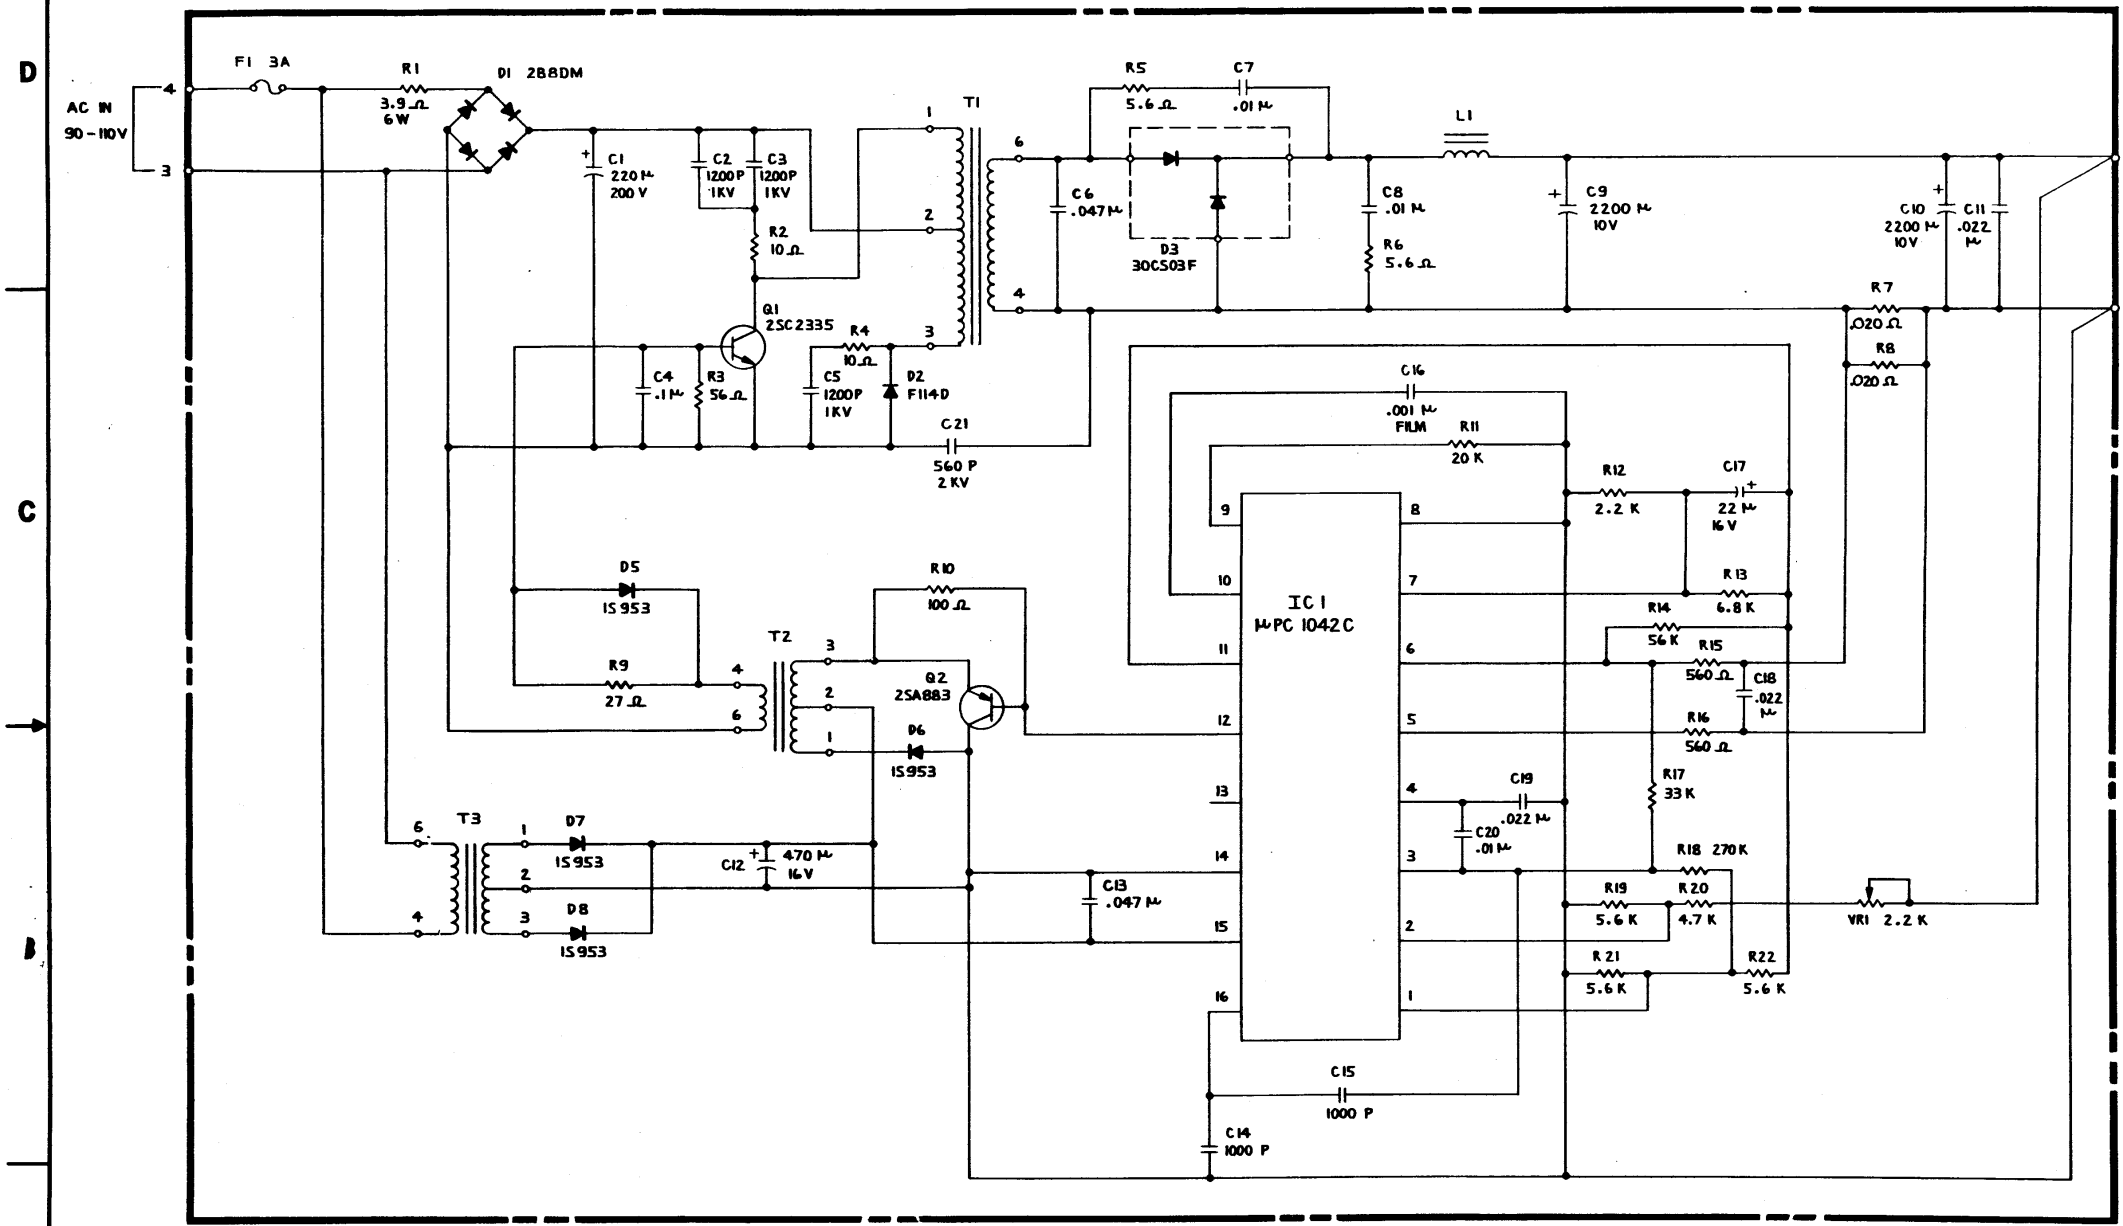 D
C
B
AC IN
90-110V
4
3
F1 3A
R1
3.9Ω
6W
D1 2B8DM
+
C1
220μ
200V
C2
1200P
1KV
C3
1200P
1KV
R2
10Ω
1
2
3
T1
6
4
R5
5.6Ω
C7
.01μ
C6
.047μ
D3
30CS03F
C8
.01μ
R6
5.6Ω
L1
+
C9
2200μ
10V
+
C10
2200μ
10V
C11
.022
μ
R7
.020Ω
R8
.020Ω
Q1
2SC2335
C4
.1μ
R3
56Ω
R4
10Ω
C5
1200P
1KV
D2
F114D
C21
560P
2KV
C16
.001μ
FILM
R11
20K
R12
2.2K
C17
+
22μ
16V
IC1
μPC1042C
9
10
11
12
13
14
15
16
8
7
6
5
4
3
2
1
R13
6.8K
R14
56K
R15
560Ω
C18
.022
μ
R16
560Ω
R17
33K
C19
.022μ
C20
.01μ
R18 270K
R19
5.6K
R20
4.7K
VR1 2.2K
R21
5.6K
R22
5.6K
D5
1S953
R9
27Ω
T2
4
6
3
2
1
R10
100Ω
Q2
2SA883
D6
1S953
T3
6
4
1
2
3
D7
1S953
D8
1S953
C12
+
470μ
16V
C13
.047μ
C15
1000P
C14
1000P